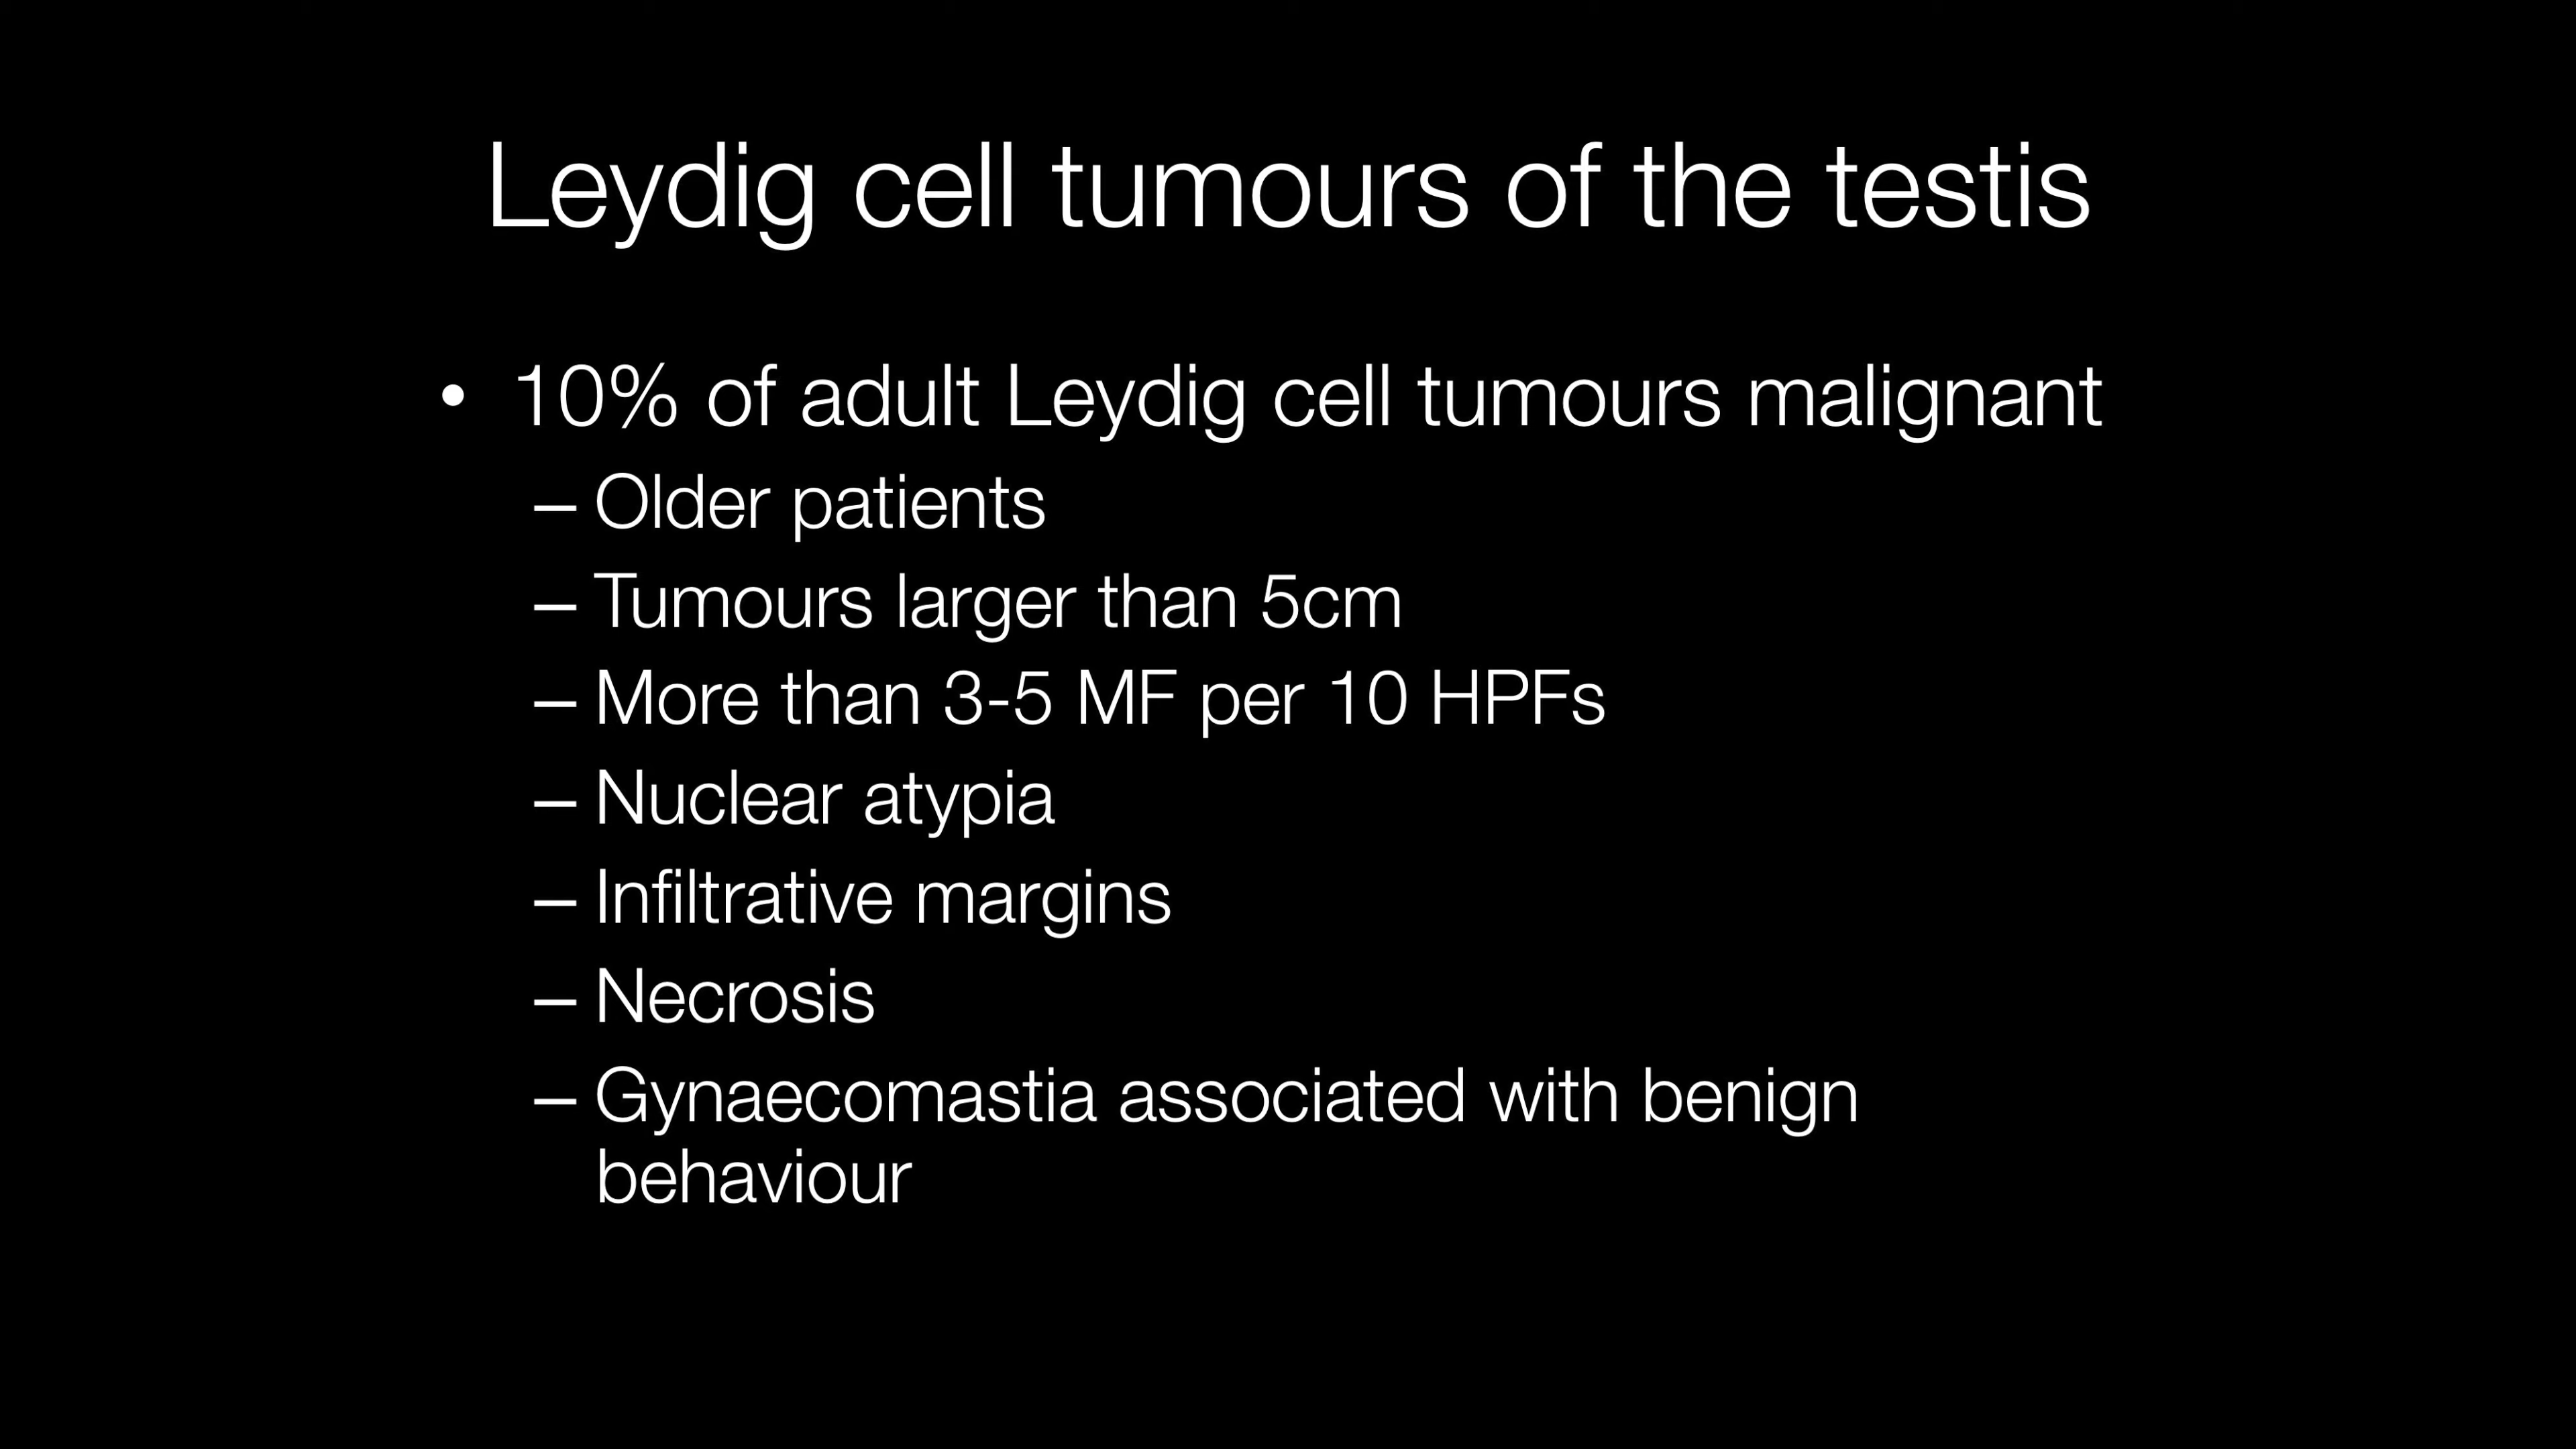 Leydig cell tumours of the testis
• 10% of adult Leydig cell tumours malignant
– Older patients
– Tumours larger than 5cm
– More than 3-5 MF per 10 HPFs
– Nuclear atypia
– Infiltrative margins
– Necrosis
– Gynaecomastia associated with benign
behaviour